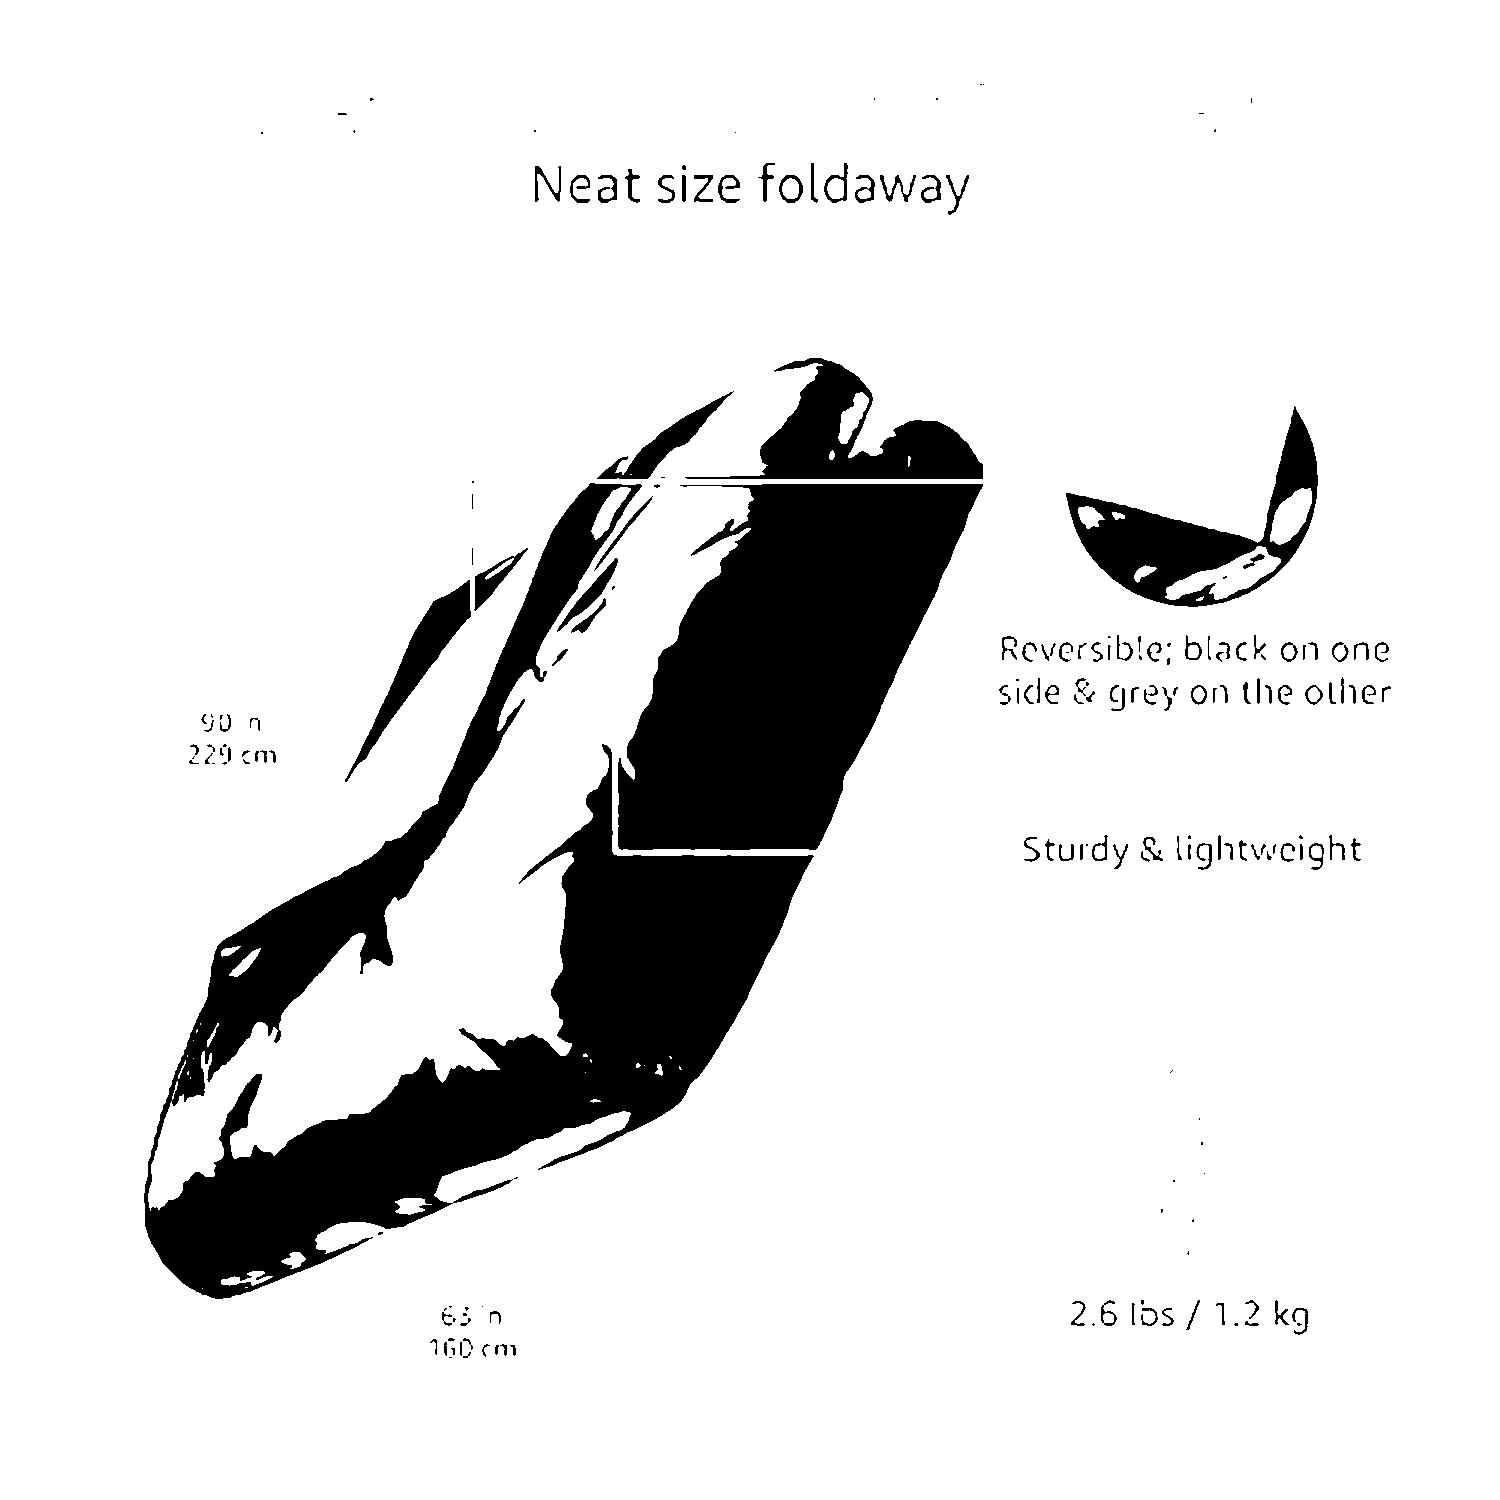 Neat size foldaway
Reversible; black on one
side & grey on the other
90 in
229 cm
Sturdy & lightweight
63 in
160 cm
2.6 lbs / 1.2 kg